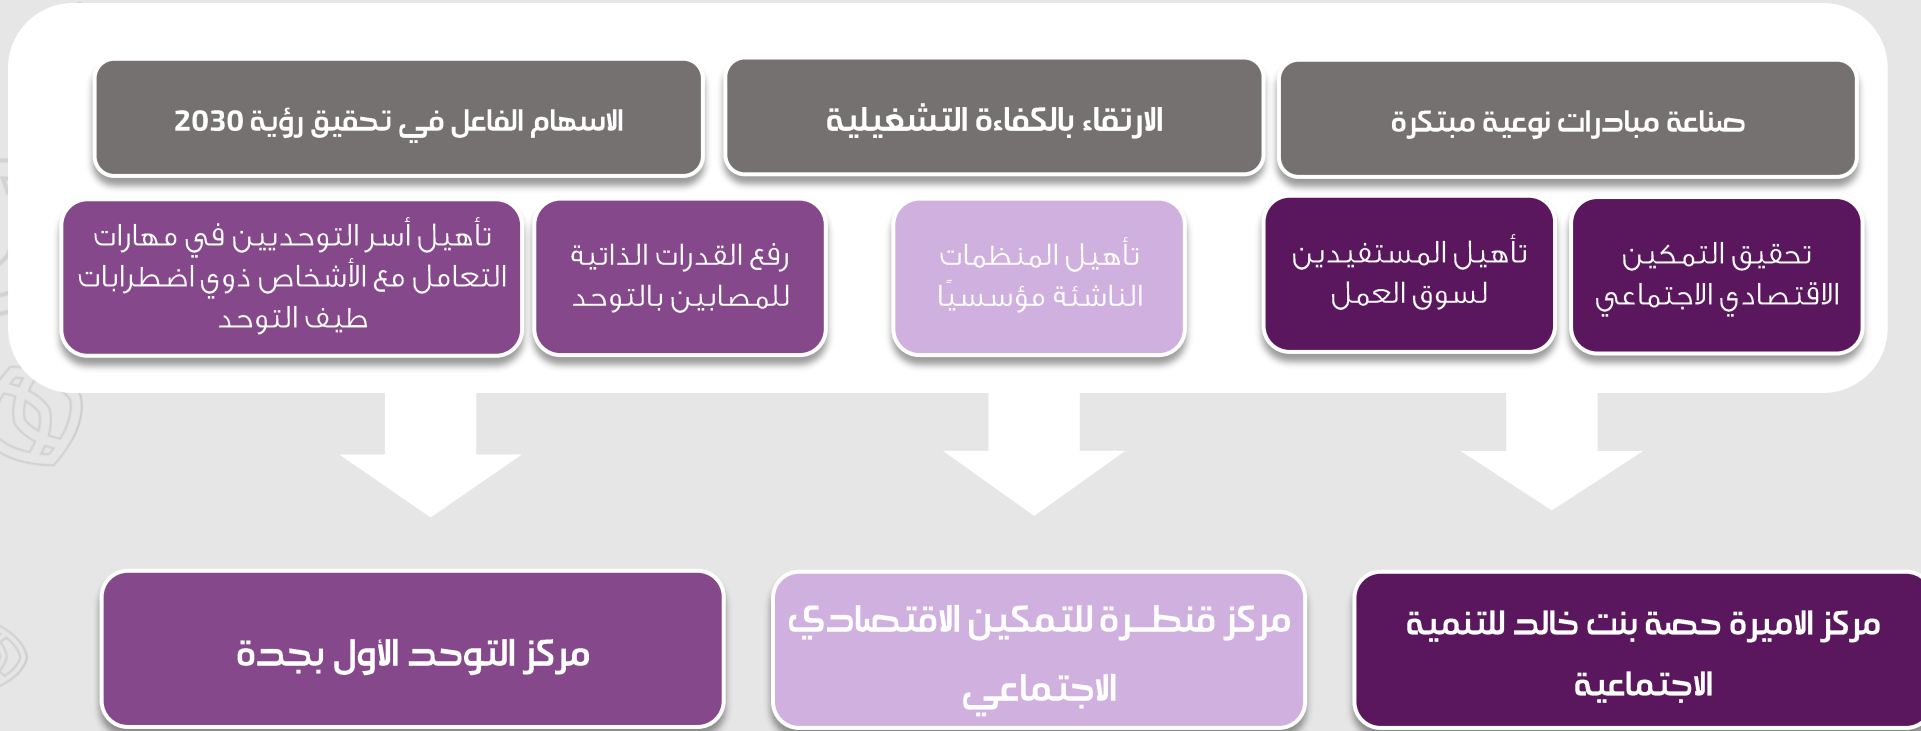 صناعة مبادرات نوعية مبتكرة
الارتقاء بالكفاءة التشغيلية
الاسهام الفاعل في تحقيق رؤية 2030
تحقيق التمكين
الاقتصادي الاجتماعي
تأهيل المستفيدين
لسوق العمل
تأهيل المنظمات
الناشئة مؤسسيًا
رفع القدرات الذاتية
للمصابين بالتوحد
تأهيل أسر التوحديين في مهارات
التعامل مع الأشخاص ذوي اضطرابات
طيف التوحد
مركز الاميرة حصة بنت خالد للتنمية
الاجتماعية
مركز قنطــرة للتمكين الاقتصادي
الاجتماعي
مركز التوحد الأول بجدة